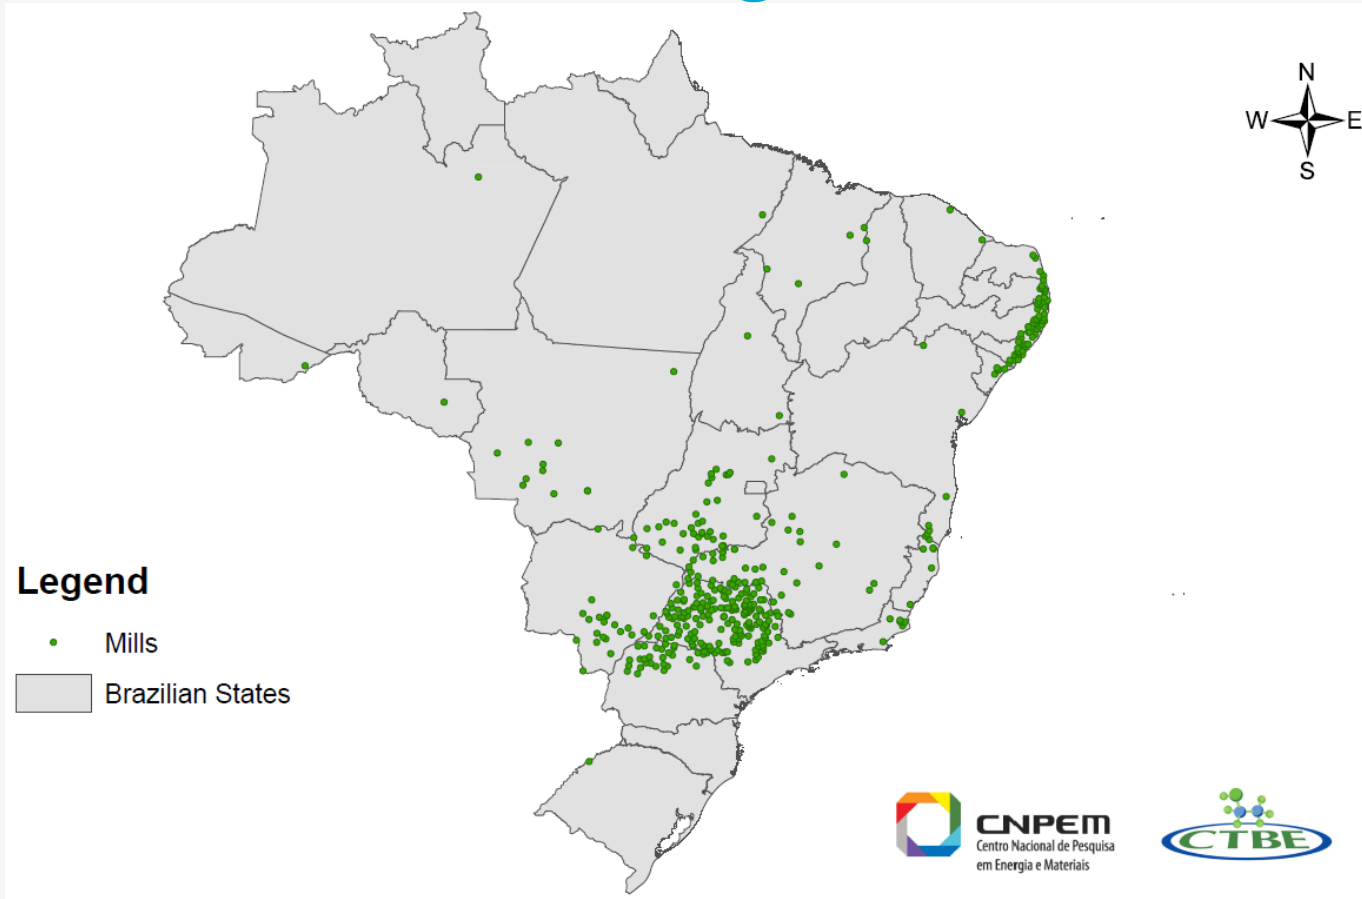 N
W E
S
Legend
Mills
Brazilian States
CNPEM
Centro Nacional de Pesquisa
em Energia e Materiais
CTBE